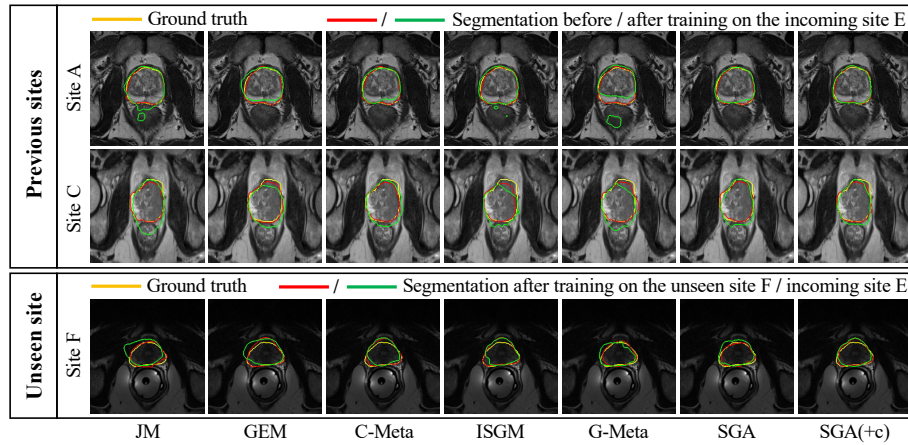 Previous sites
Ground truth / Segmentation before / after training on the incoming site E
Site A
Site C
Unseen site
Ground truth / Segmentation after training on the unseen site F / incoming site E
Site F
JM GEM C-Meta ISGM G-Meta SGA SGA(+c)